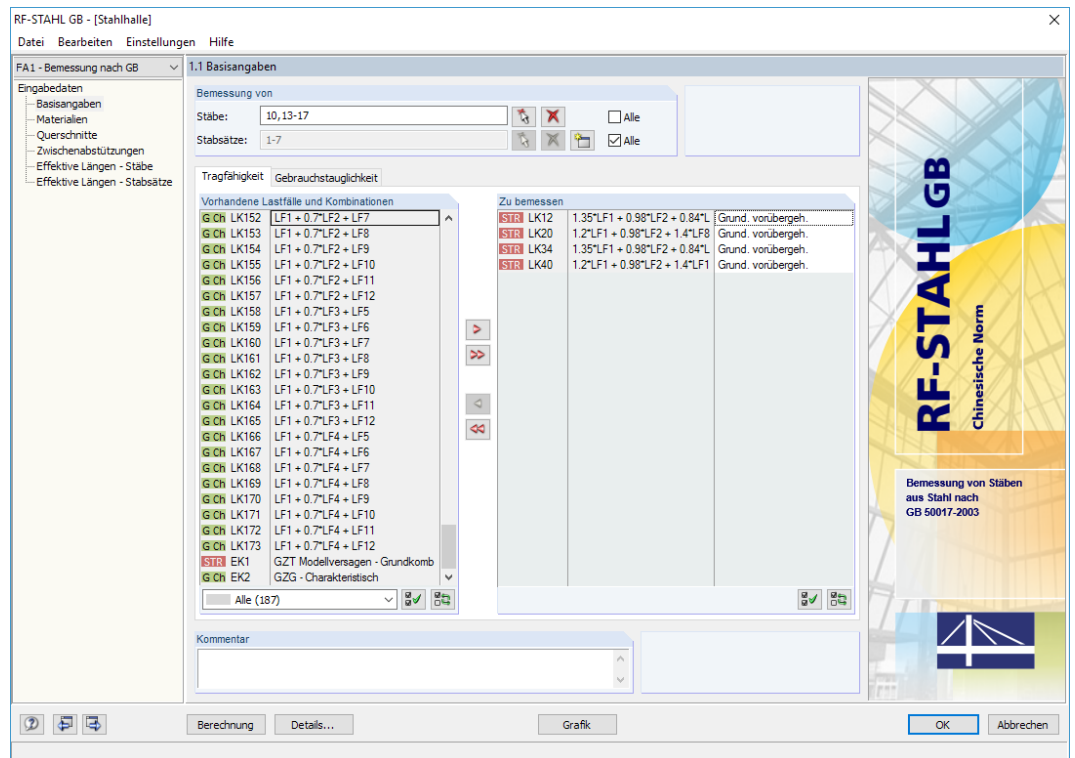 RF-STAHL GB - [Stahlhalle]
Datei Bearbeiten Einstellungen Hilfe
FA1 - Bemessung nach GB
Eingabedaten
Basisangaben
Materialien
Querschnitte
Zwischenabstützungen
Effektive Längen - Stäbe
Effektive Längen - Stabsätze
1.1 Basisangaben
Bemessung von
Stäbe: 10,13-17 Alle
Stabsätze: 1-7 Alle
Tragfähigkeit Gebrauchstauglichkeit
Vorhandene Lastfälle und Kombinationen
G Ch LK152 LF1 + 0.7*LF2 + LF7
G Ch LK153 LF1 + 0.7*LF2 + LF8
G Ch LK154 LF1 + 0.7*LF2 + LF9
G Ch LK155 LF1 + 0.7*LF2 + LF10
G Ch LK156 LF1 + 0.7*LF2 + LF11
G Ch LK157 LF1 + 0.7*LF2 + LF12
G Ch LK158 LF1 + 0.7*LF3 + LF5
G Ch LK159 LF1 + 0.7*LF3 + LF6
G Ch LK160 LF1 + 0.7*LF3 + LF7
G Ch LK161 LF1 + 0.7*LF3 + LF8
G Ch LK162 LF1 + 0.7*LF3 + LF9
G Ch LK163 LF1 + 0.7*LF3 + LF10
G Ch LK164 LF1 + 0.7*LF3 + LF11
G Ch LK165 LF1 + 0.7*LF3 + LF12
G Ch LK166 LF1 + 0.7*LF4 + LF5
G Ch LK167 LF1 + 0.7*LF4 + LF6
G Ch LK168 LF1 + 0.7*LF4 + LF7
G Ch LK169 LF1 + 0.7*LF4 + LF8
G Ch LK170 LF1 + 0.7*LF4 + LF9
G Ch LK171 LF1 + 0.7*LF4 + LF10
G Ch LK172 LF1 + 0.7*LF4 + LF11
G Ch LK173 LF1 + 0.7*LF4 + LF12
STR EK1 GZT Modellversagen - Grundkomb
G Ch EK2 GZG - Charakteristisch
Alle (187)
Zu bemessen
STR LK12 1.35*LF1 + 0.98*LF2 + 0.84*L Grund. vorübergeh.
STR LK20 1.2*LF1 + 0.98*LF2 + 1.4*LF8 Grund. vorübergeh.
STR LK34 1.35*LF1 + 0.98*LF2 + 0.84*L Grund. vorübergeh.
STR LK40 1.2*LF1 + 0.98*LF2 + 1.4*LF1 Grund. vorübergeh.
Kommentar
RF-STAHL GB
Chinesische Norm
Bemessung von Stäben
aus Stahl nach
GB 50017-2003
Berechnung Details... Grafik OK Abbrechen